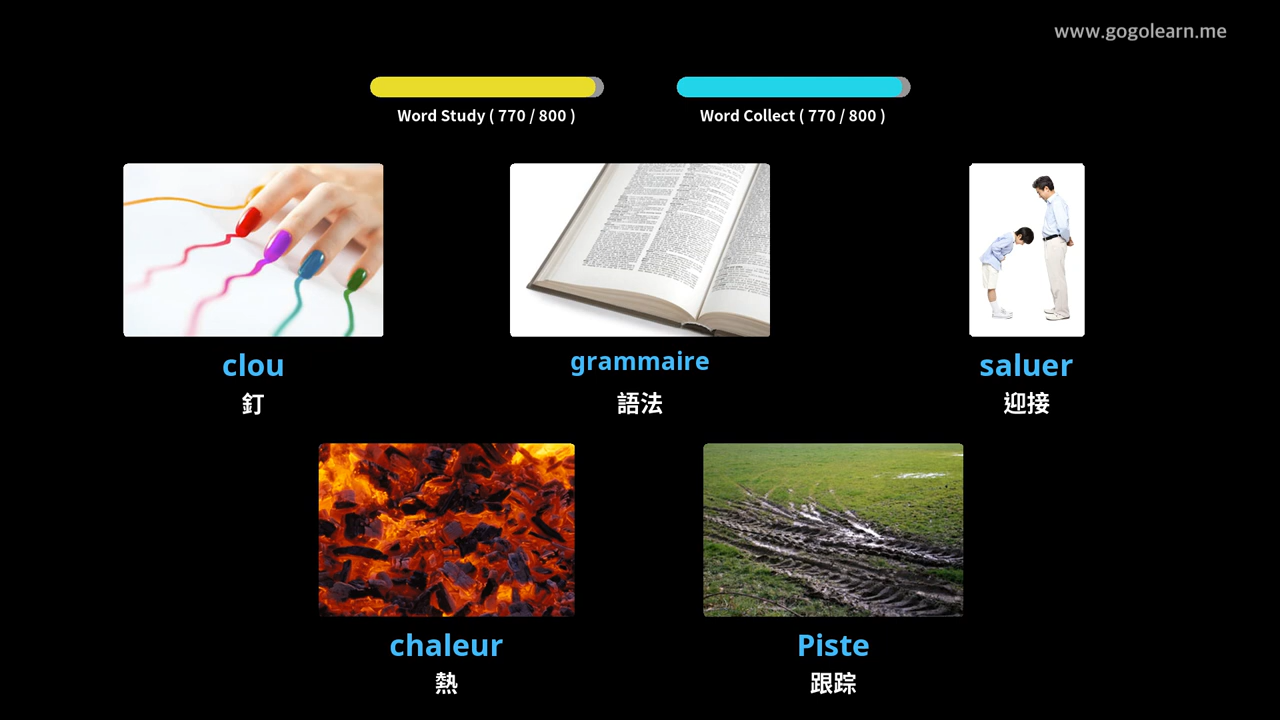 www.gogolearn.me
Word Study ( 770 / 800 )
Word Collect ( 770 / 800 )
clou
釘
grammaire
語法
saluer
迎接
chaleur
熱
Piste
跟踪